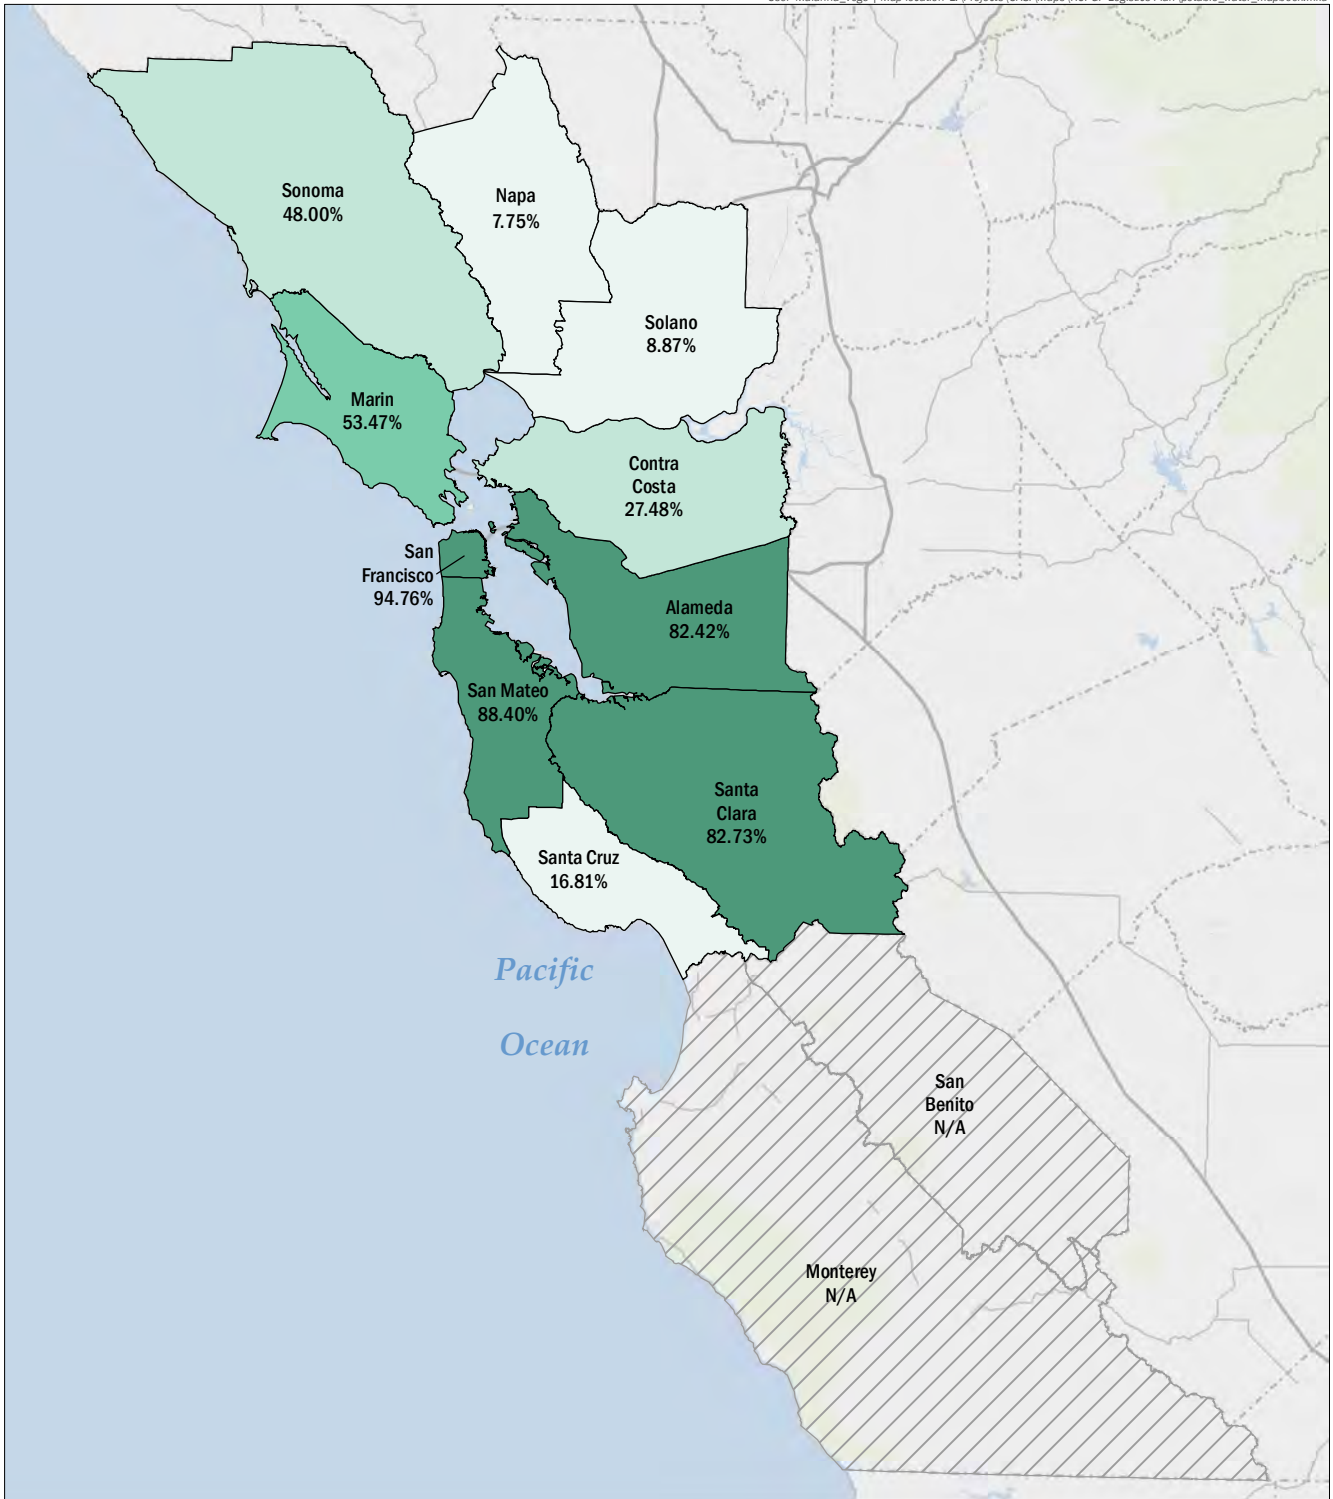 Sonoma
48.00%
Napa
7.75%
Solano
8.87%
Marin
53.47%
Contra
Costa
27.48%
San
Francisco
94.76%
Alameda
82.42%
San Mateo
88.40%
Santa
Clara
82.73%
Santa Cruz
16.81%
Pacific
Ocean
San
Benito
N/A
Monterey
N/A